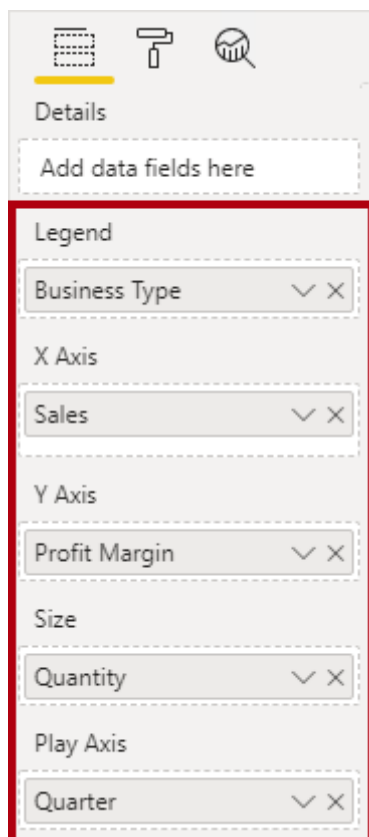 Details
Add data fields here
Legend
Business Type
X Axis
Sales
Y Axis
Profit Margin
Size
Quantity
Play Axis
Quarter